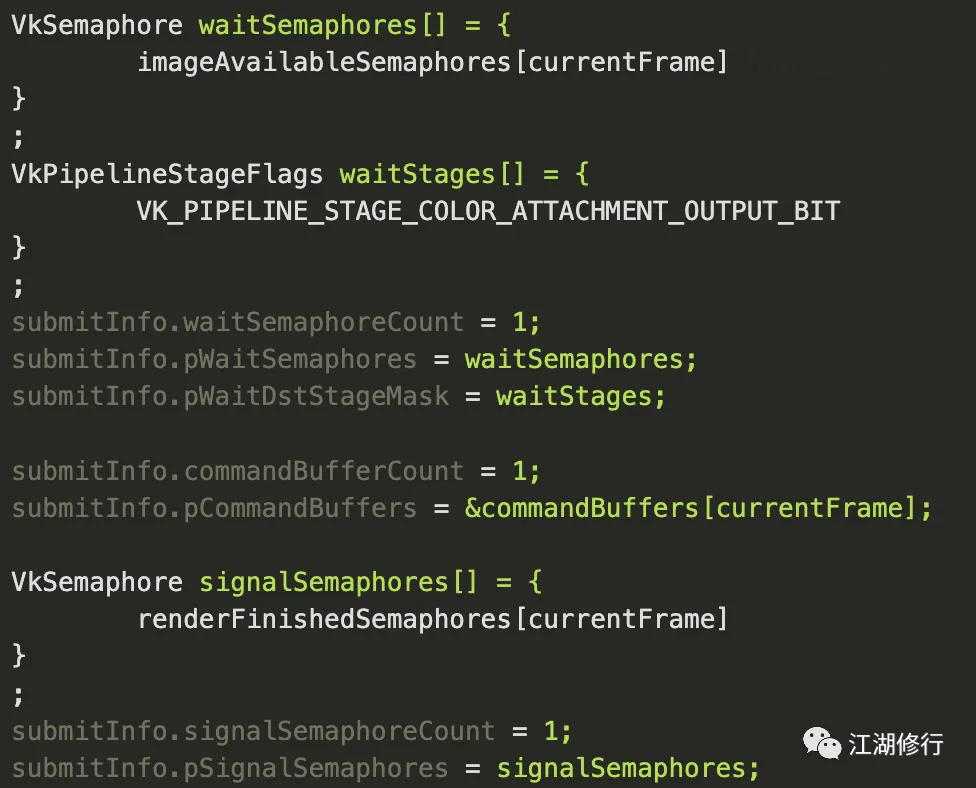 VkSemaphore waitSemaphores[] = {
        imageAvailableSemaphores[currentFrame]
}
;
VkPipelineStageFlags waitStages[] = {
        VK_PIPELINE_STAGE_COLOR_ATTACHMENT_OUTPUT_BIT
}
;
submitInfo.waitSemaphoreCount = 1;
submitInfo.pWaitSemaphores = waitSemaphores;
submitInfo.pWaitDstStageMask = waitStages;

submitInfo.commandBufferCount = 1;
submitInfo.pCommandBuffers = &commandBuffers[currentFrame];

VkSemaphore signalSemaphores[] = {
        renderFinishedSemaphores[currentFrame]
}
;
submitInfo.signalSemaphoreCount = 1;
submitInfo.pSignalSemaphores = signalSemaphores;
江湖修行